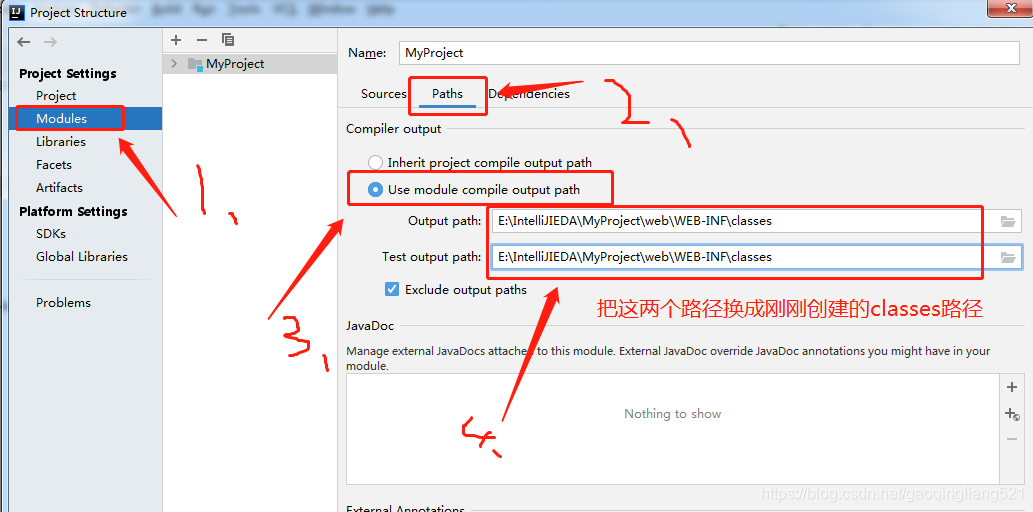 Project Structure
Project Settings
Project
Modules
Libraries
Facets
Artifacts
Platform Settings
SDKs
Global Libraries
Problems
MyProject
Name: MyProject
Sources Paths Dependencies
Compiler output
Inherit project compile output path
Use module compile output path
Output path: E:\IntelliJIEDA\MyProject\web\WEB-INF\classes
Test output path: E:\IntelliJIEDA\MyProject\web\WEB-INF\classes
Exclude output paths
把这两个路径换成刚刚创建的classes路径
JavaDoc
Manage external JavaDocs attached to this module. External JavaDoc override JavaDoc annotations you might have in your
module.
Nothing to show
External Annotations
1、
2、
3、
4、
https://blog.csdn.net/gaoqingliang521